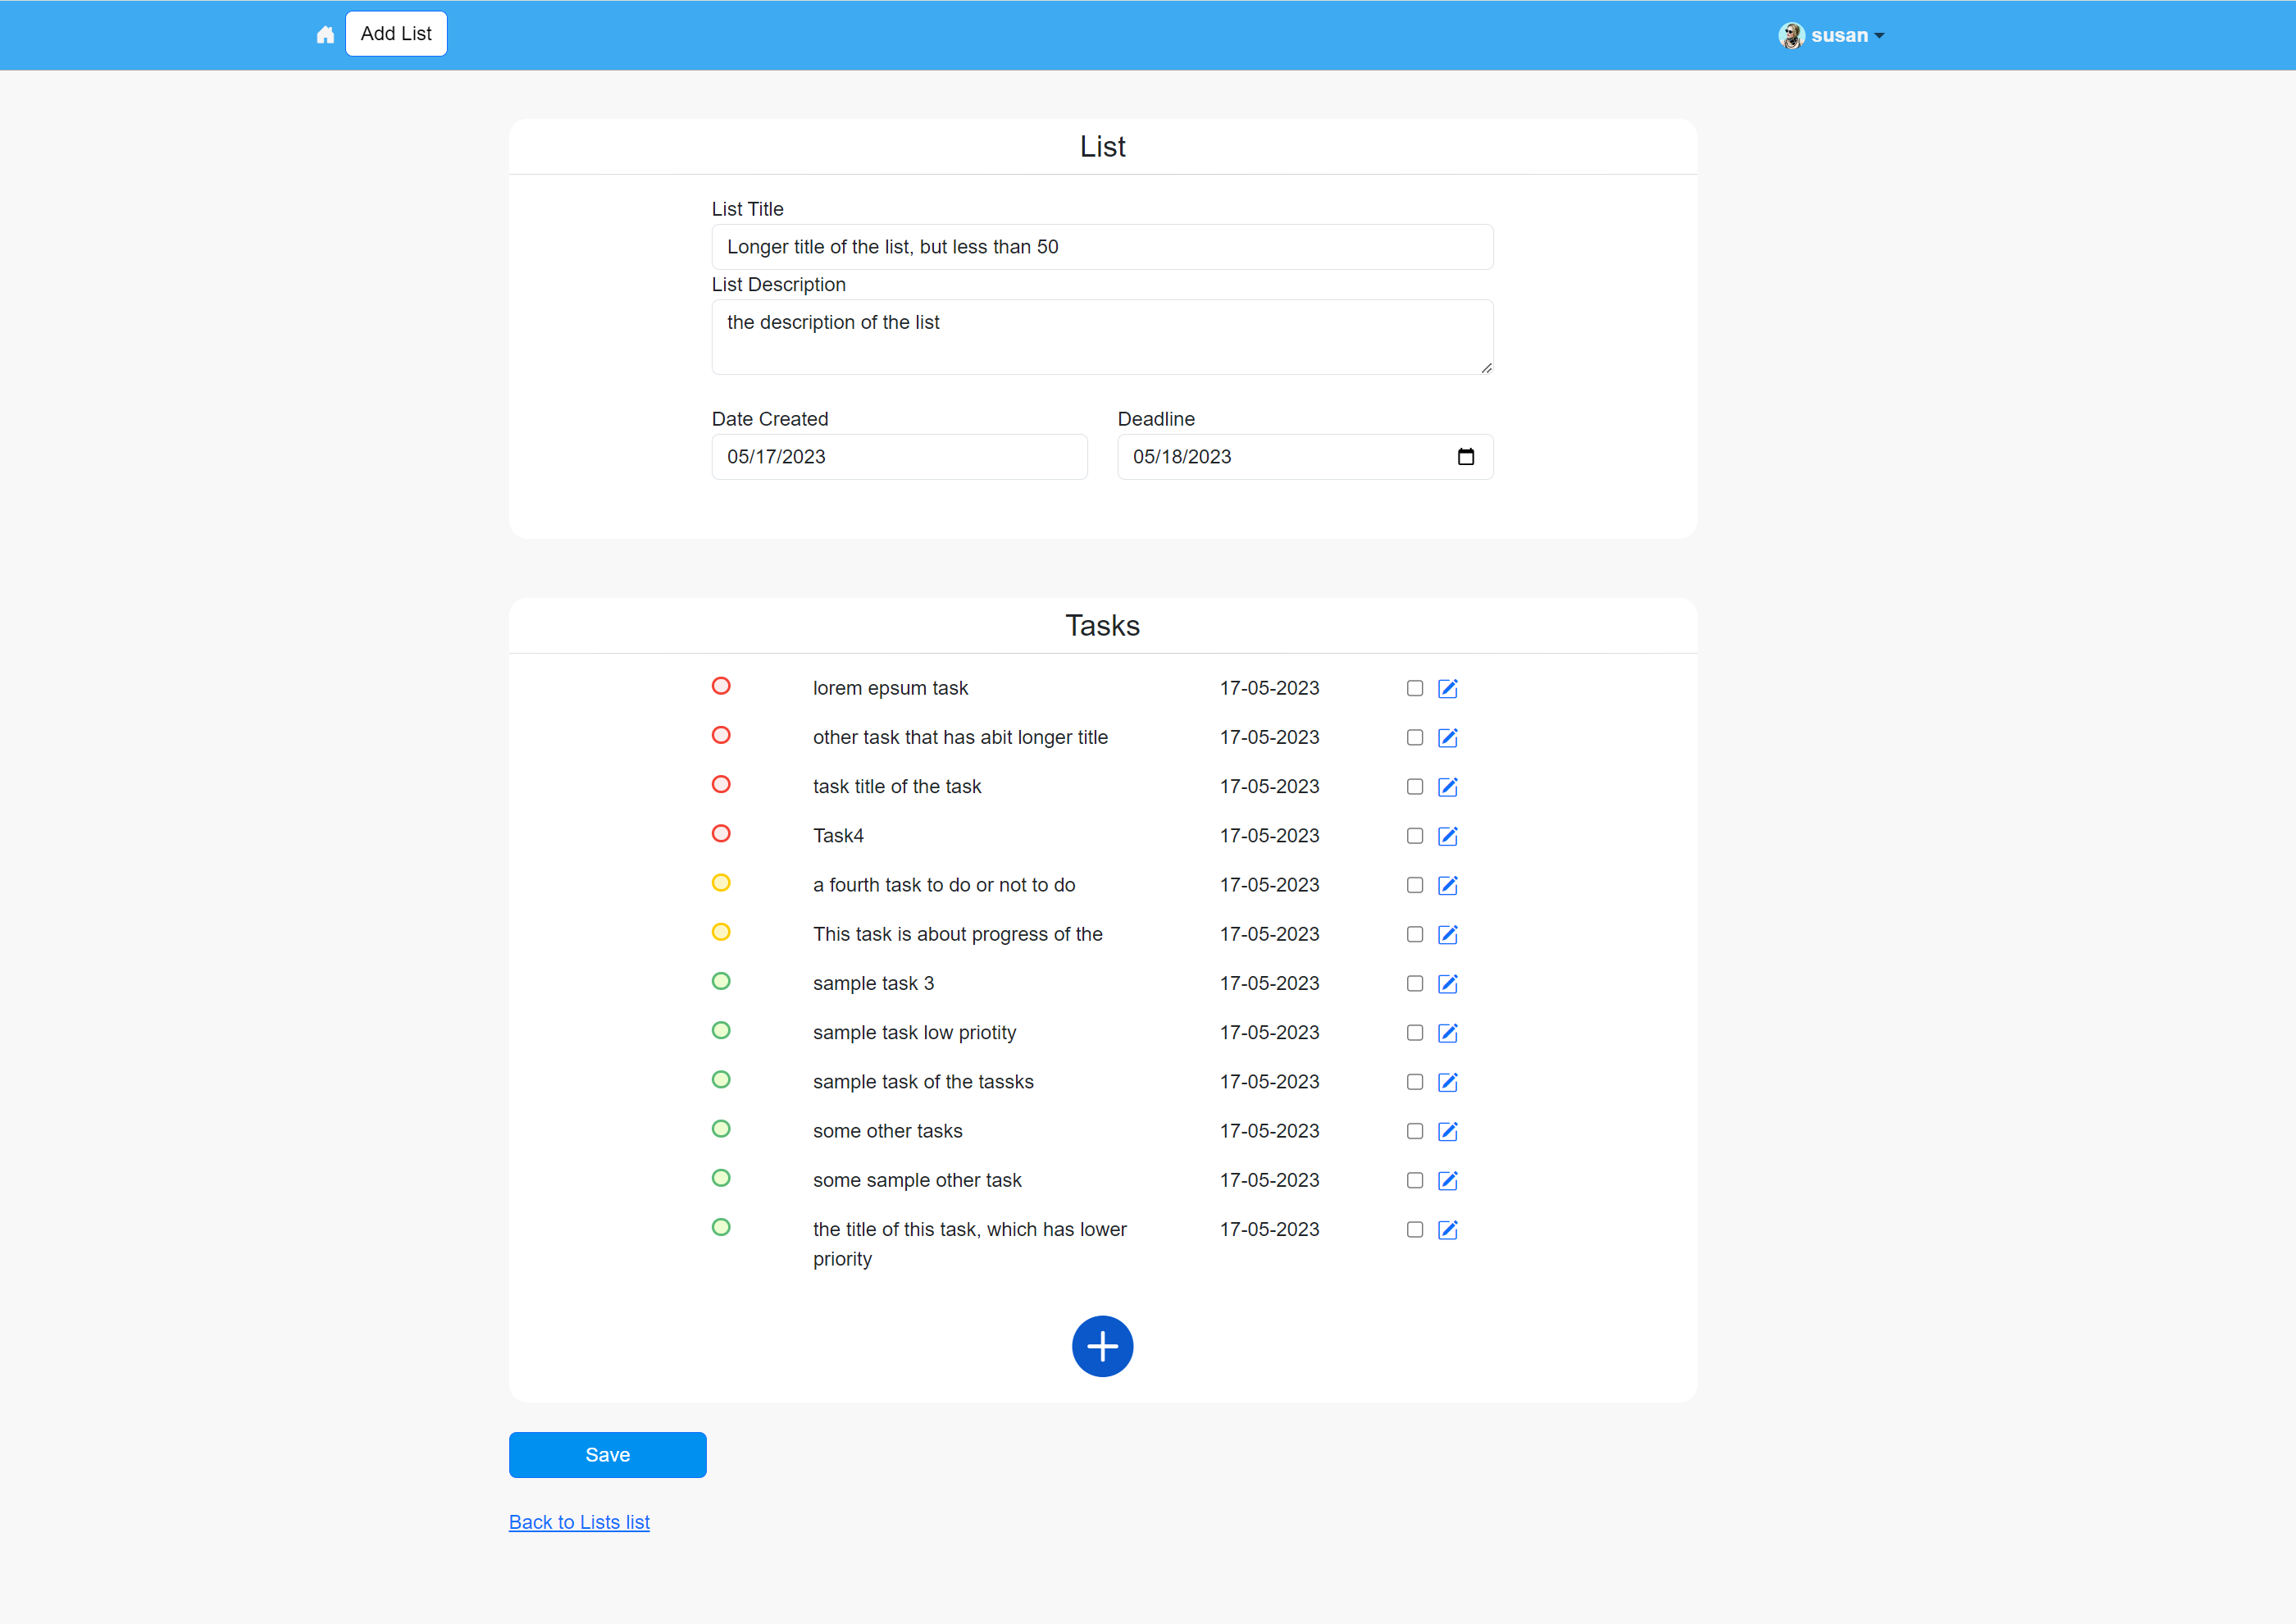 Add List
susan
List
List Title
Longer title of the list, but less than 50
List Description
the description of the list
Date Created
Deadline
05/17/2023
05/18/2023
Tasks
lorem epsum task 17-05-2023
other task that has abit longer title 17-05-2023
task title of the task 17-05-2023
Task4 17-05-2023
a fourth task to do or not to do 17-05-2023
This task is about progress of the 17-05-2023
sample task 3 17-05-2023
sample task low priotity 17-05-2023
sample task of the tassks 17-05-2023
some other tasks 17-05-2023
some sample other task 17-05-2023
the title of this task, which has lower 17-05-2023
priority
Save
Back to Lists list